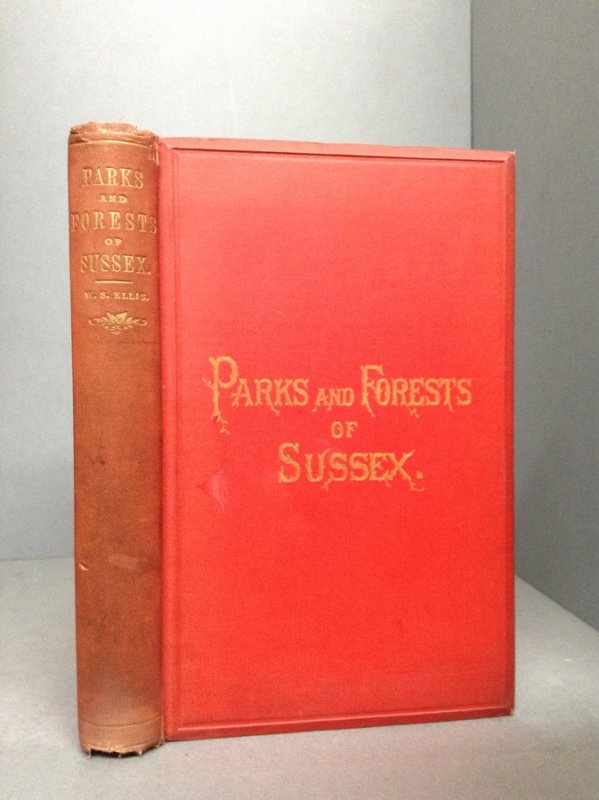 PARKS
AND
FORESTS
OF
SUSSEX.
W. S. ELLIS.
PARKS AND FORESTS
OF
SUSSEX.